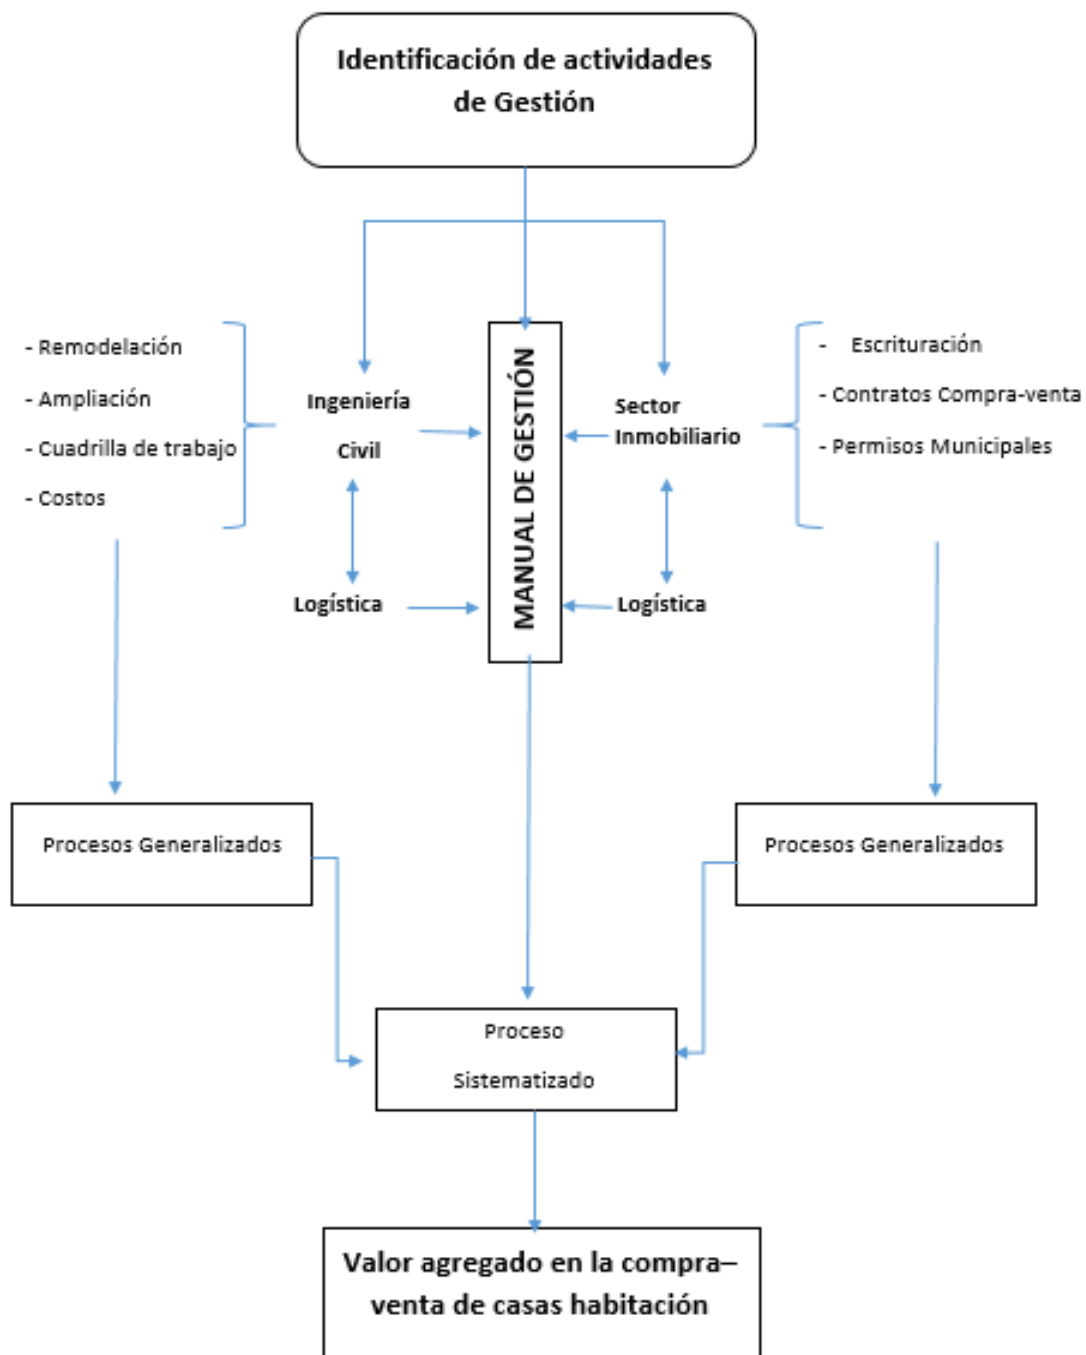 Identificación de actividades
de Gestión
- Remodelación
- Ampliación
- Cuadrilla de trabajo
- Costos
Ingeniería
Civil
Logística
MANUAL DE GESTIÓN
Sector
Inmobiliario
Logística
- Escrituración
- Contratos Compra-venta
- Permisos Municipales
Procesos Generalizados
Procesos Generalizados
Proceso
Sistematizado
Valor agregado en la compra–
venta de casas habitación